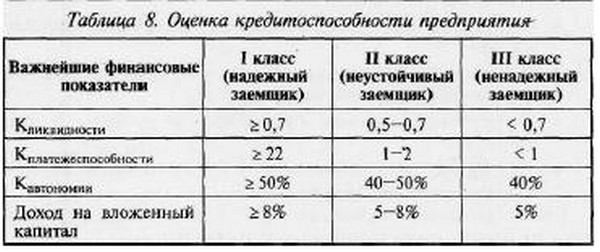 Таблица 8. Оценка кредитоспособности предприятия
Важнейшие финансовые показатели | I класс (надежный заемщик) | II класс (неустойчивый заемщик) | III класс (ненадежный заемщик)
Кликвидности | ≥ 0,7 | 0,5–0,7 | < 0,7
Кплатежеспособности | ≥ 22 | 1–2 | < 1
Кавтономии | ≥ 50% | 40–50% | 40%
Доход на вложенный капитал | ≥ 8% | 5–8% | 5%